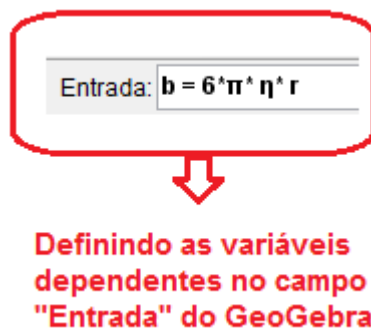 Entrada: b = 6*π* η* r
Definindo as variáveis
dependentes no campo
"Entrada" do GeoGebra